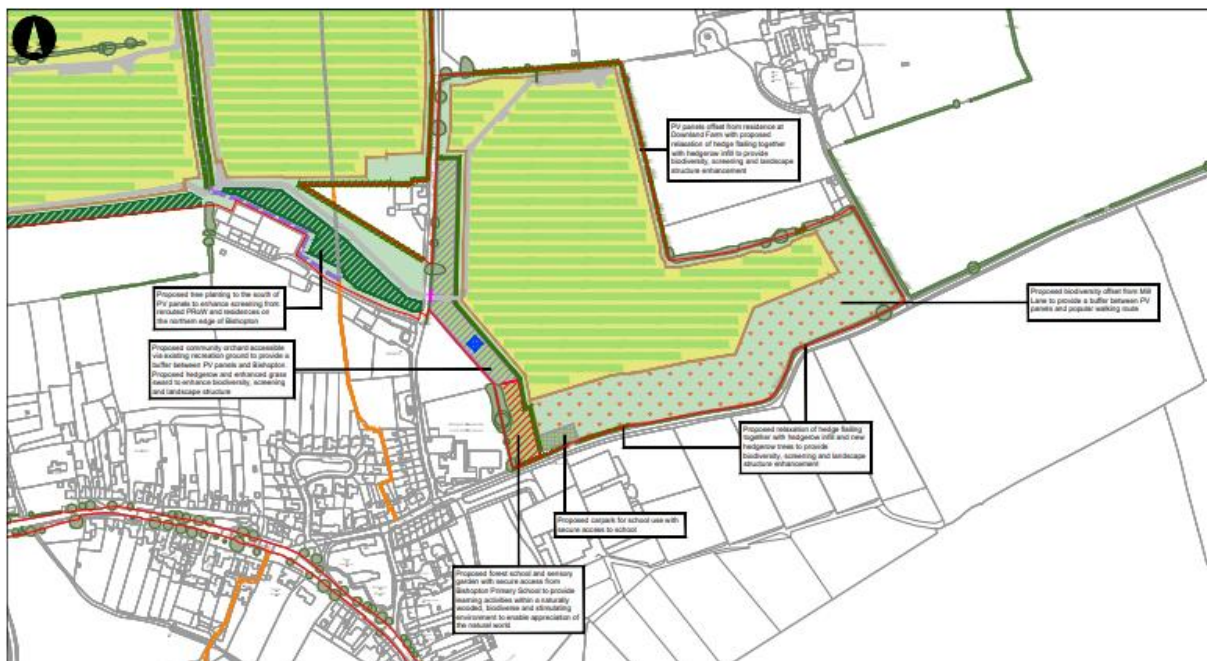 PV panels offset from residence at
Downland Farm with proposed
relaxation of hedge flailing together
with hedgerow infill to provide
biodiversity, screening and landscape
structure enhancement
Proposed tree planting to the south of
PV panels to enhance screening from
rerouted PRoW and residences on
the northern edge of Bishopton
Proposed biodiversity offset from Mill
Lane to provide a buffer between PV
panels and popular walking route
Proposed community orchard accessible
via existing recreation ground to provide a
buffer between PV panels and Bishopton.
Proposed hedgerow and enhanced grass
sward to enhance biodiversity, screening
and landscape structure
Proposed relaxation of hedge flailing
together with hedgerow infill and new
hedgerow trees to provide
biodiversity, screening and landscape
structure enhancement
Proposed carpark for school use with
secure access to school
Proposed forest school and sensory
garden with secure access from
Bishopton Primary School to provide
learning activities within a naturally
wooded, biodiverse and stimulating
environment to enable appreciation of
the natural world